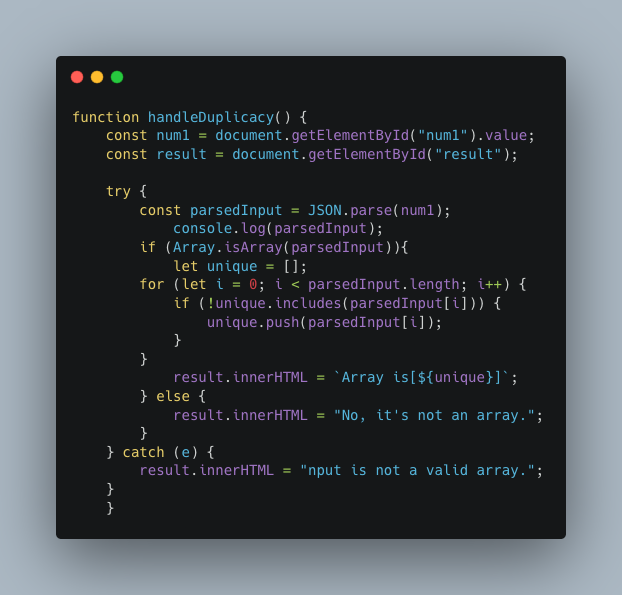 function handleDuplicacy() {
    const num1 = document.getElementById("num1").value;
    const result = document.getElementById("result");

    try {
        const parsedInput = JSON.parse(num1);
            console.log(parsedInput);
        if (Array.isArray(parsedInput)){
            let unique = [];
        for (let i = 0; i < parsedInput.length; i++) {
            if (!unique.includes(parsedInput[i])) {
                unique.push(parsedInput[i]);
            }
        }
            result.innerHTML = `Array is[${unique}]`;
        } else {
            result.innerHTML = "No, it's not an array.";
        }
    } catch (e) {
        result.innerHTML = "nput is not a valid array.";
    }
    }